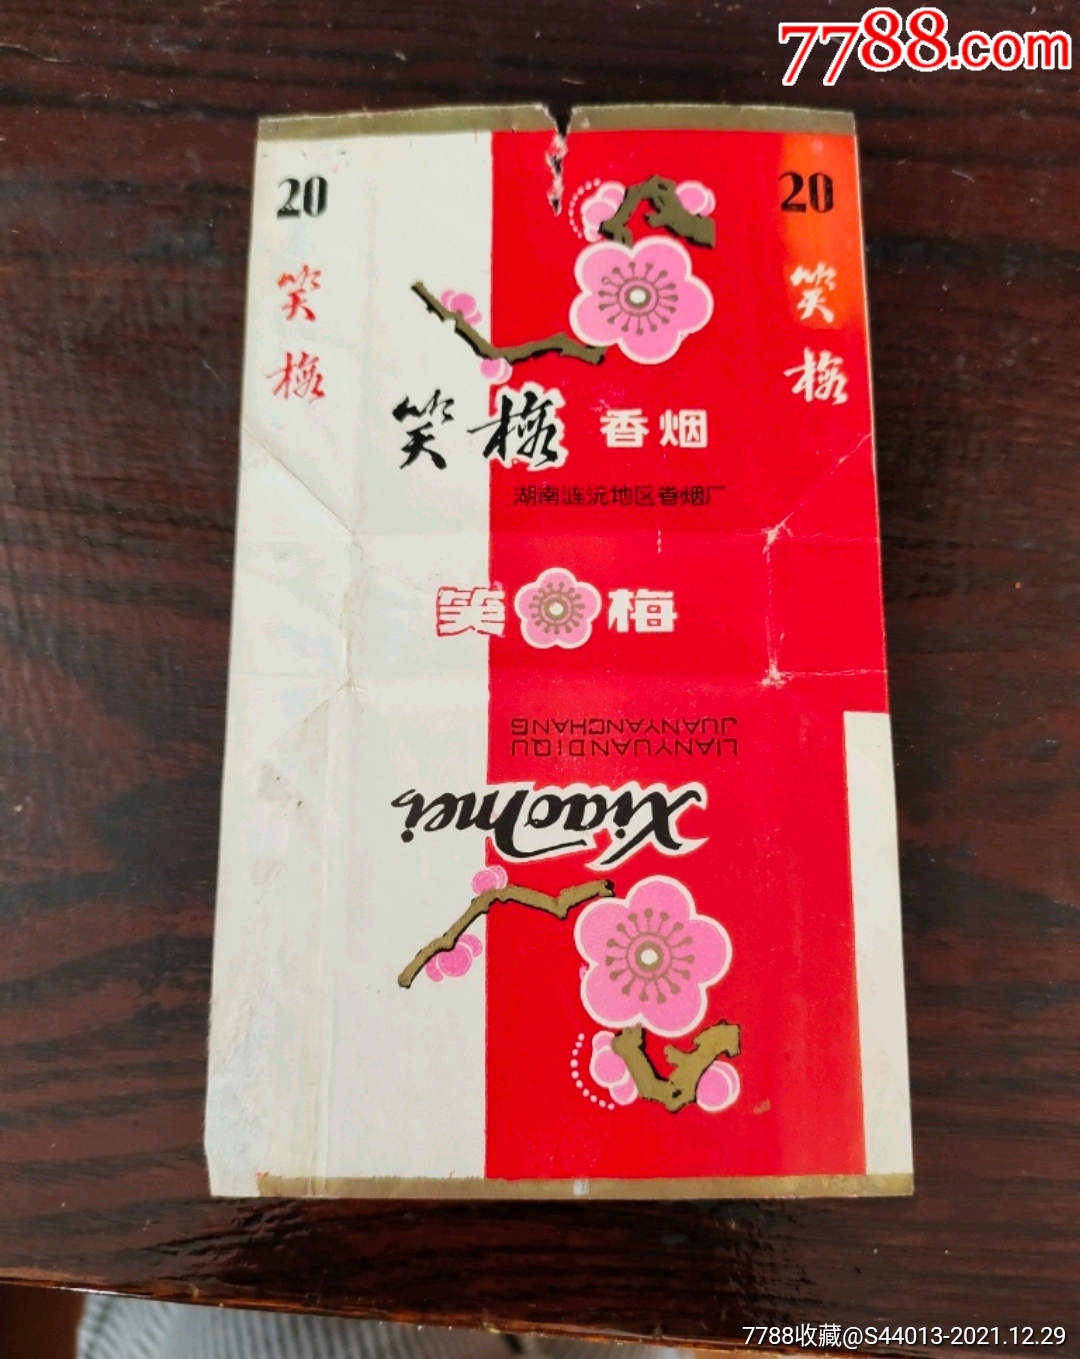 7788.com
20
笑
梅
20
笑
梅
笑梅 香烟
湖南涟沅地区卷烟厂
笑梅
LIANYUANDIQU
JUANYANCHANG
Xiaomei
7788收藏@S44013-2021.12.29